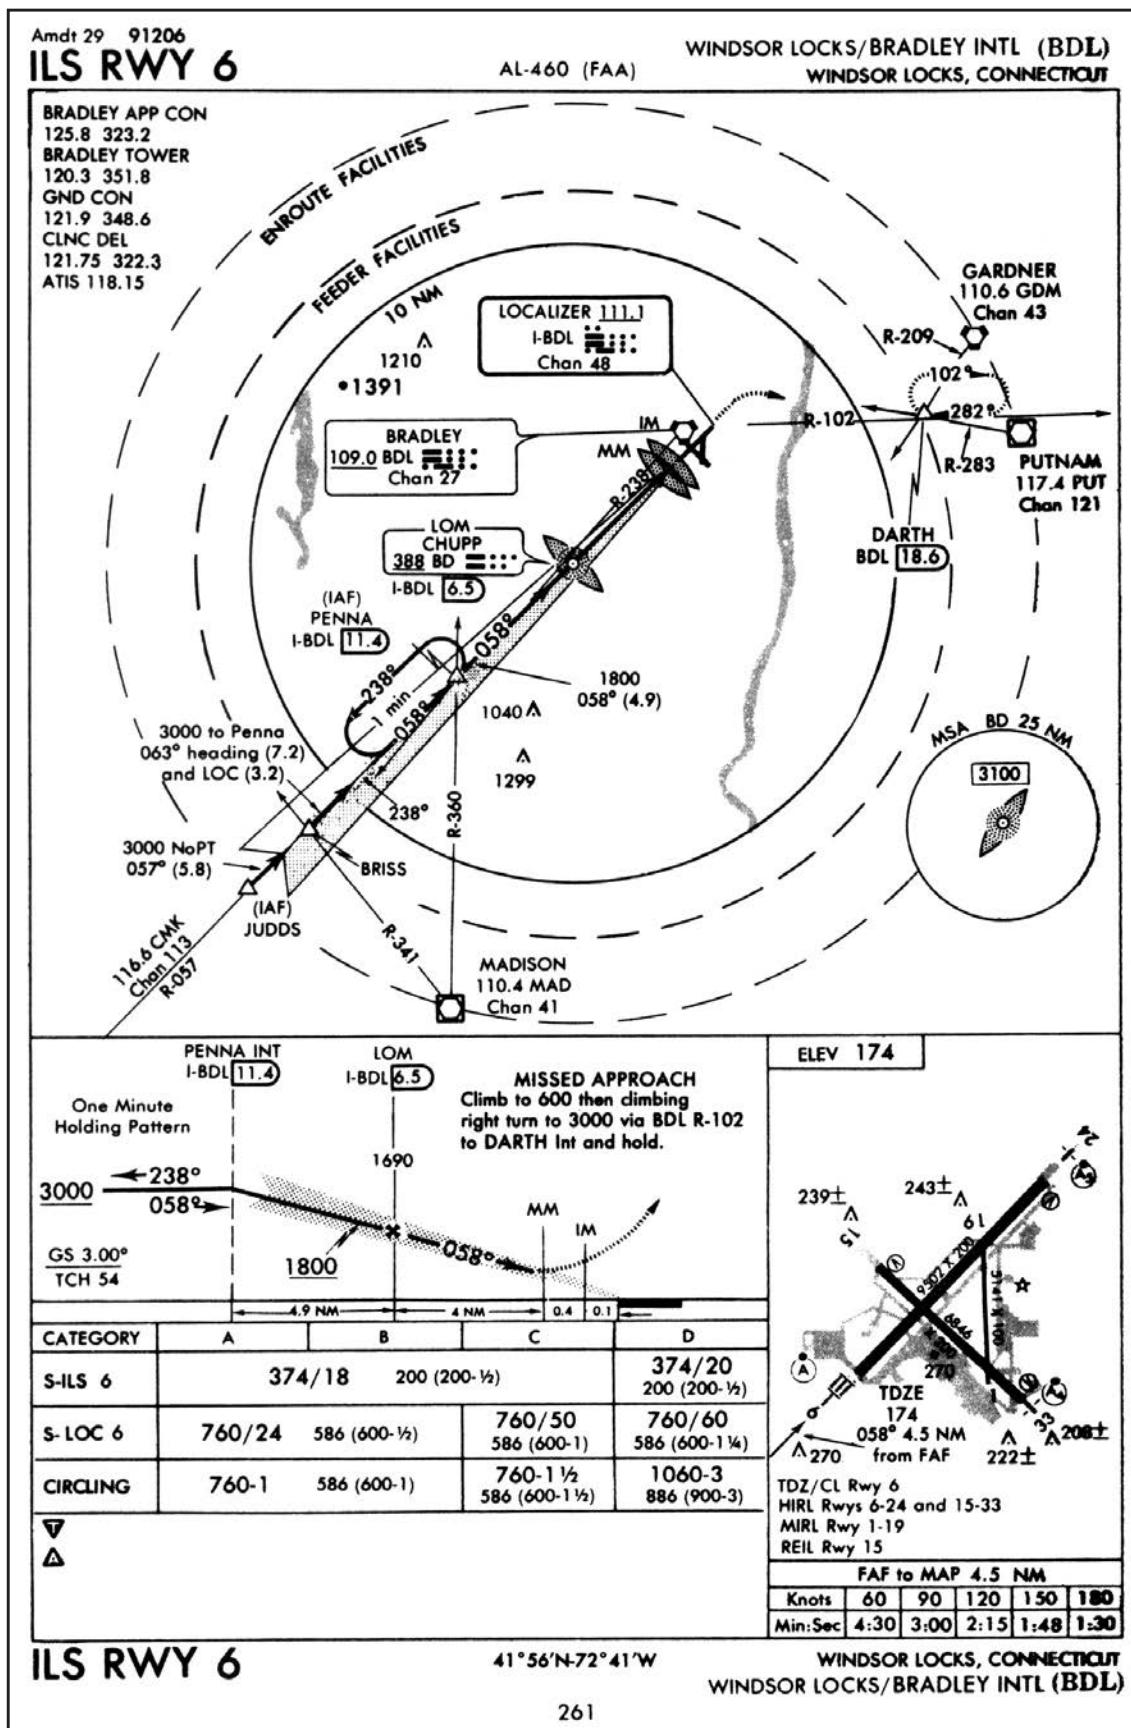 Amdt 29 91206
ILS RWY 6
AL-460 (FAA)
WINDSOR LOCKS/BRADLEY INTL (BDL)
WINDSOR LOCKS, CONNECTICUT
BRADLEY APP CON
125.8 323.2
BRADLEY TOWER
120.3 351.8
GND CON
121.9 348.6
CLNC DEL
121.75 322.3
ATIS 118.15
ENROUTE FACILITIES
FEEDER FACILITIES
10 NM
1210
1391
LOCALIZER 111.1
I-BDL
Chan 48
GARDNER
110.6 GDM
Chan 43
R-209
102°
282°
R-102
R-283
PUTNAM
117.4 PUT
Chan 121
DARTH
BDL 18.6
BRADLEY
109.0 BDL
Chan 27
IM
MM
R-238
LOM
CHUPP
388 BD
I-BDL 6.5
(IAF)
PENNA
I-BDL 11.4
058°
238°
1 min
058°
1800
058° (4.9)
1040
1299
3000 to Penna
063° heading (7.2)
and LOC (3.2)
238°
R-360
3000 NoPT
057° (5.8)
BRISS
(IAF)
JUDDS
116.6 CMK
Chan 113
R-057
R-341
MADISON
110.4 MAD
Chan 41
MSA BD 25 NM
3100
PENNA INT
I-BDL 11.4
LOM
I-BDL 6.5
MISSED APPROACH
Climb to 600 then climbing
right turn to 3000 via BDL R-102
to DARTH Int and hold.
One Minute
Holding Pattern
1690
3000
238°
058°
MM
IM
058°
GS 3.00°
TCH 54
1800
4.9 NM
4 NM
0.4
0.1
CATEGORY A B C D
S-ILS 6 374/18 200 (200-½) 374/20
200 (200-½)
S-LOC 6 760/24 586 (600-½) 760/50 760/60
586 (600-1) 586 (600-1¼)
CIRCLING 760-1 586 (600-1) 760-1½ 1060-3
586 (600-1½) 886 (900-3)
T
A
ELEV 174
24
239±
243±
15
19
9502 X 200
5141 X 100
6846 X 200
270
A
TDZE
174
058° 4.5 NM
from FAF
6
1
33
270
222±
208±
TDZ/CL Rwy 6
HIRL Rwys 6-24 and 15-33
MIRL Rwy 1-19
REIL Rwy 15
FAF to MAP 4.5 NM
Knots 60 90 120 150 180
Min:Sec 4:30 3:00 2:15 1:48 1:30
ILS RWY 6
41°56'N-72°41'W
WINDSOR LOCKS, CONNECTICUT
WINDSOR LOCKS/BRADLEY INTL (BDL)
261